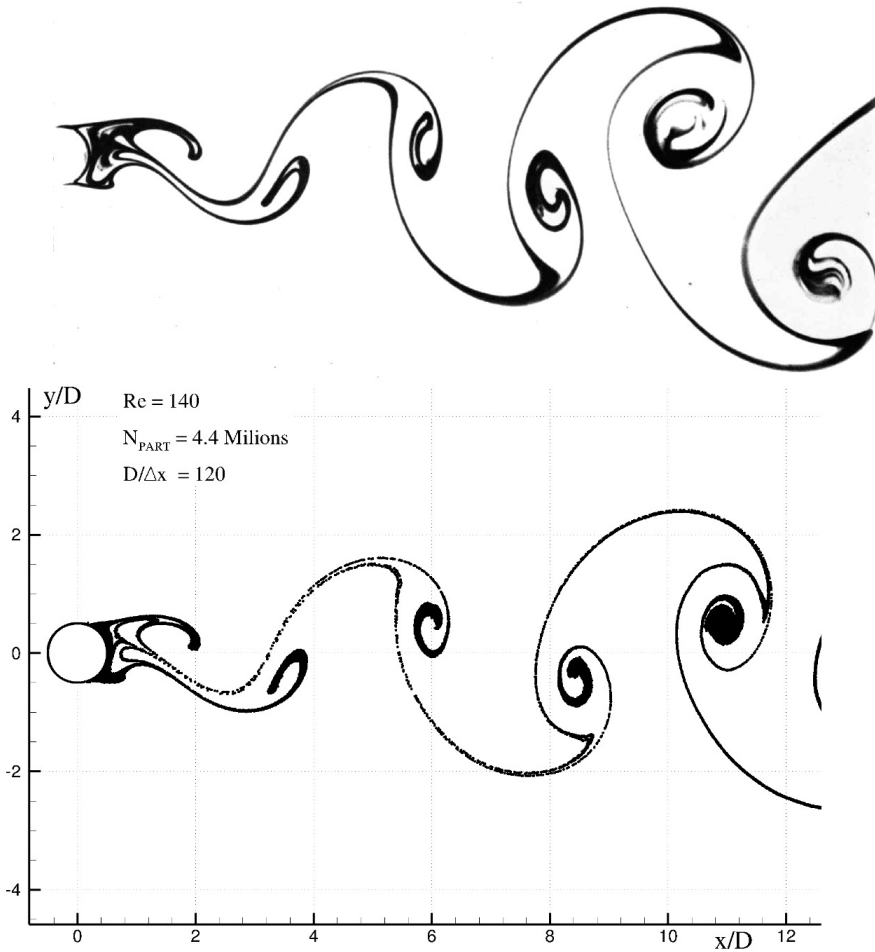 y/D
Re = 140
N_PART = 4.4 Milions
D/Δx = 120
4
2
0
-2
-4
0 2 4 6 8 10 12
x/D